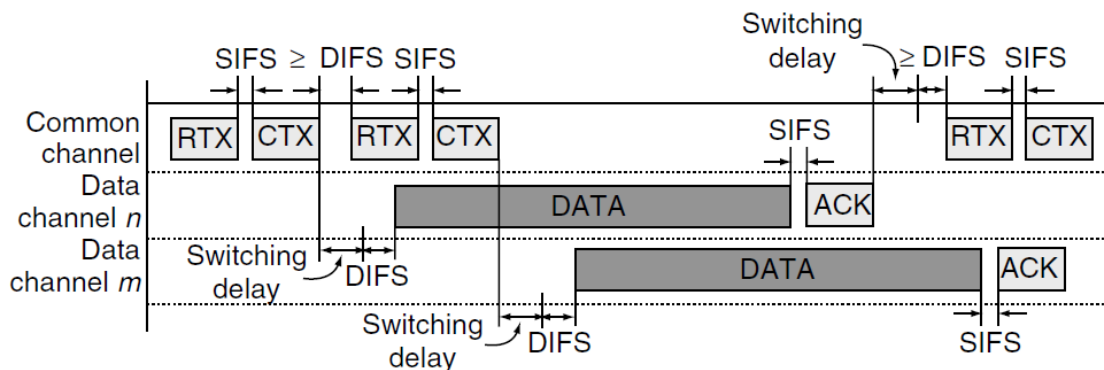 Switching
delay
SIFS ≥ DIFS SIFS
≥ DIFS SIFS
Common
channel
RTX CTX RTX CTX RTX CTX
SIFS
Data
channel n
DATA ACK
Switching
delay
DIFS
Data
channel m
DATA ACK
Switching
delay
DIFS
SIFS